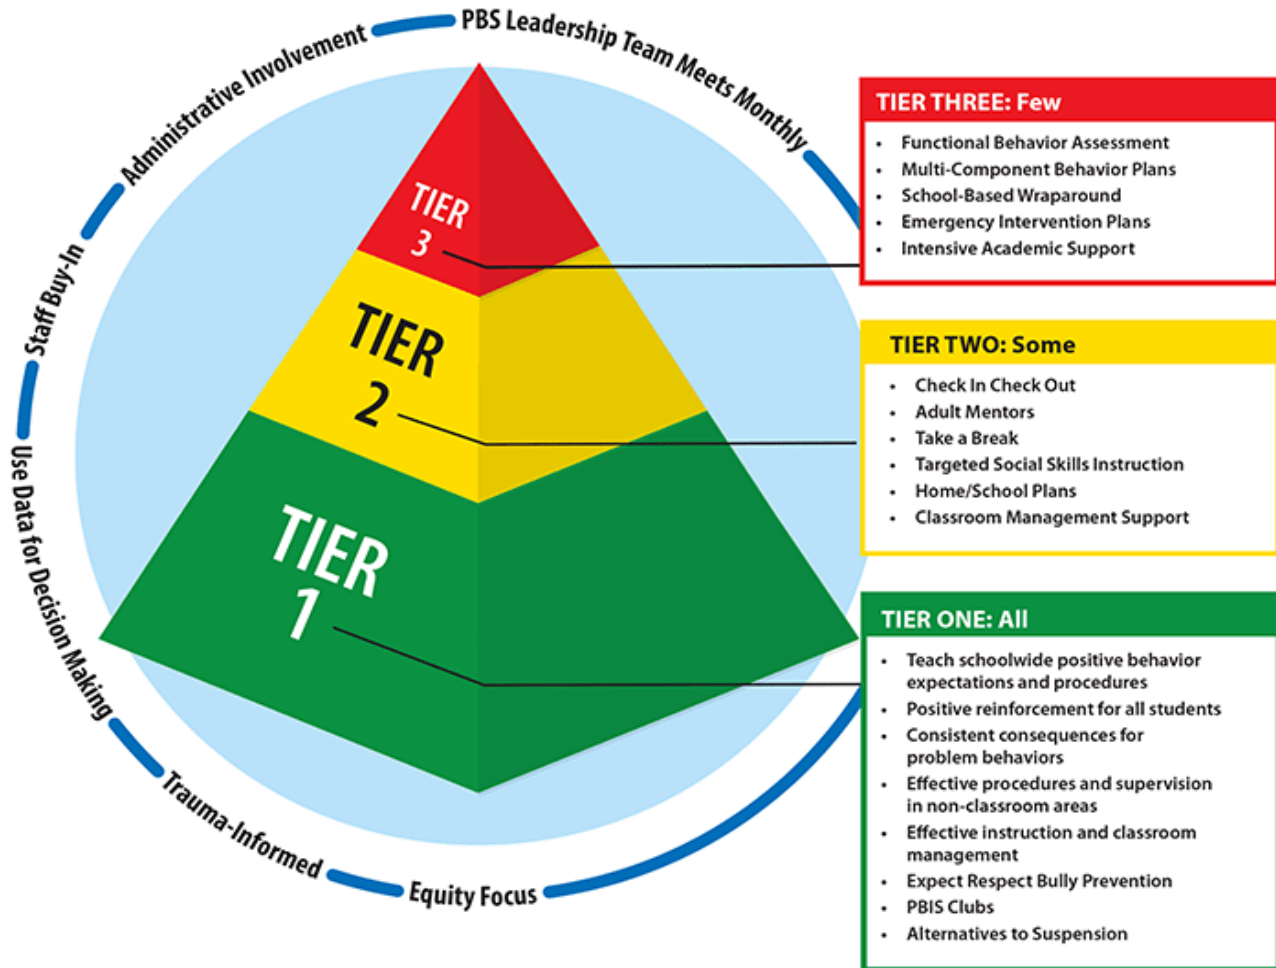 PBS Leadership Team Meets Monthly
Administrative Involvement
Staff Buy-In
Use Data for Decision Making
Trauma-Informed
Equity Focus
TIER
3
TIER
2
TIER
1
TIER THREE: Few
• Functional Behavior Assessment
• Multi-Component Behavior Plans
• School-Based Wraparound
• Emergency Intervention Plans
• Intensive Academic Support
TIER TWO: Some
• Check In Check Out
• Adult Mentors
• Take a Break
• Targeted Social Skills Instruction
• Home/School Plans
• Classroom Management Support
TIER ONE: All
• Teach schoolwide positive behavior
expectations and procedures
• Positive reinforcement for all students
• Consistent consequences for
problem behaviors
• Effective procedures and supervision
in non-classroom areas
• Effective instruction and classroom
management
• Expect Respect Bully Prevention
• PBIS Clubs
• Alternatives to Suspension